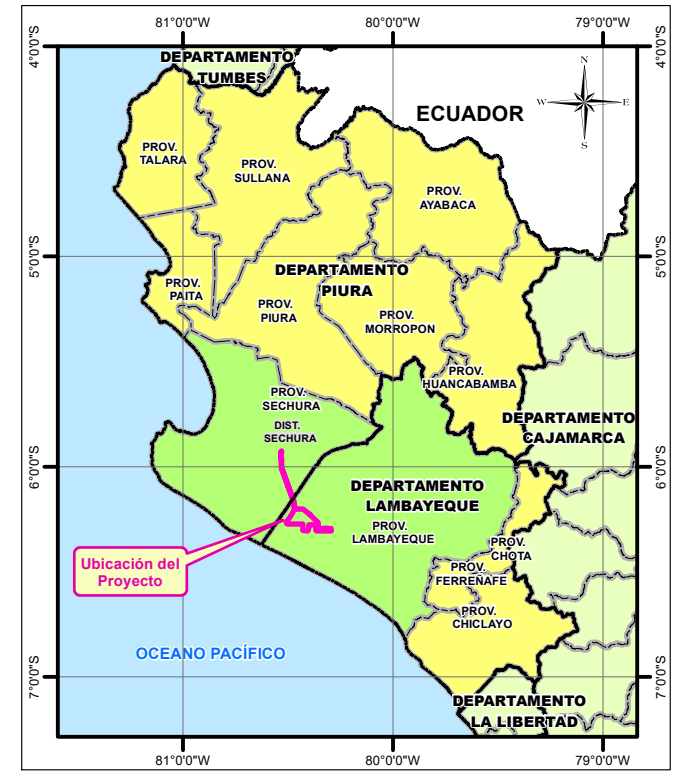 81°0'0"W
80°0'0"W
79°0'0"W
4°0'0"S
4°0'0"S
DEPARTAMENTO
TUMBES
N
W
E
S
ECUADOR
PROV.
TALARA
PROV.
SULLANA
PROV.
AYABACA
5°0'0"S
5°0'0"S
DEPARTAMENTO
PIURA
PROV.
PAITA
PROV.
PIURA
PROV.
MORROPON
PROV.
HUANCABAMBA
PROV.
SECHURA
DIST.
SECHURA
DEPARTAMENTO
CAJAMARCA
6°0'0"S
6°0'0"S
DEPARTAMENTO
LAMBAYEQUE
PROV.
LAMBAYEQUE
PROV.
CHOTA
Ubicación del
Proyecto
PROV.
FERREÑAFE
PROV.
CHICLAYO
OCEANO PACÍFICO
7°0'0"S
7°0'0"S
DEPARTAMENTO
LA LIBERTAD
81°0'0"W
80°0'0"W
79°0'0"W